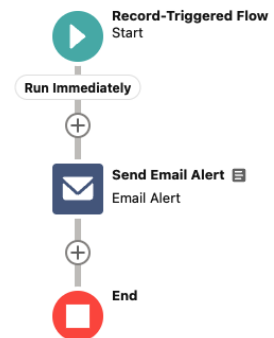 Record-Triggered Flow
Start
Run Immediately
Send Email Alert
Email Alert
End